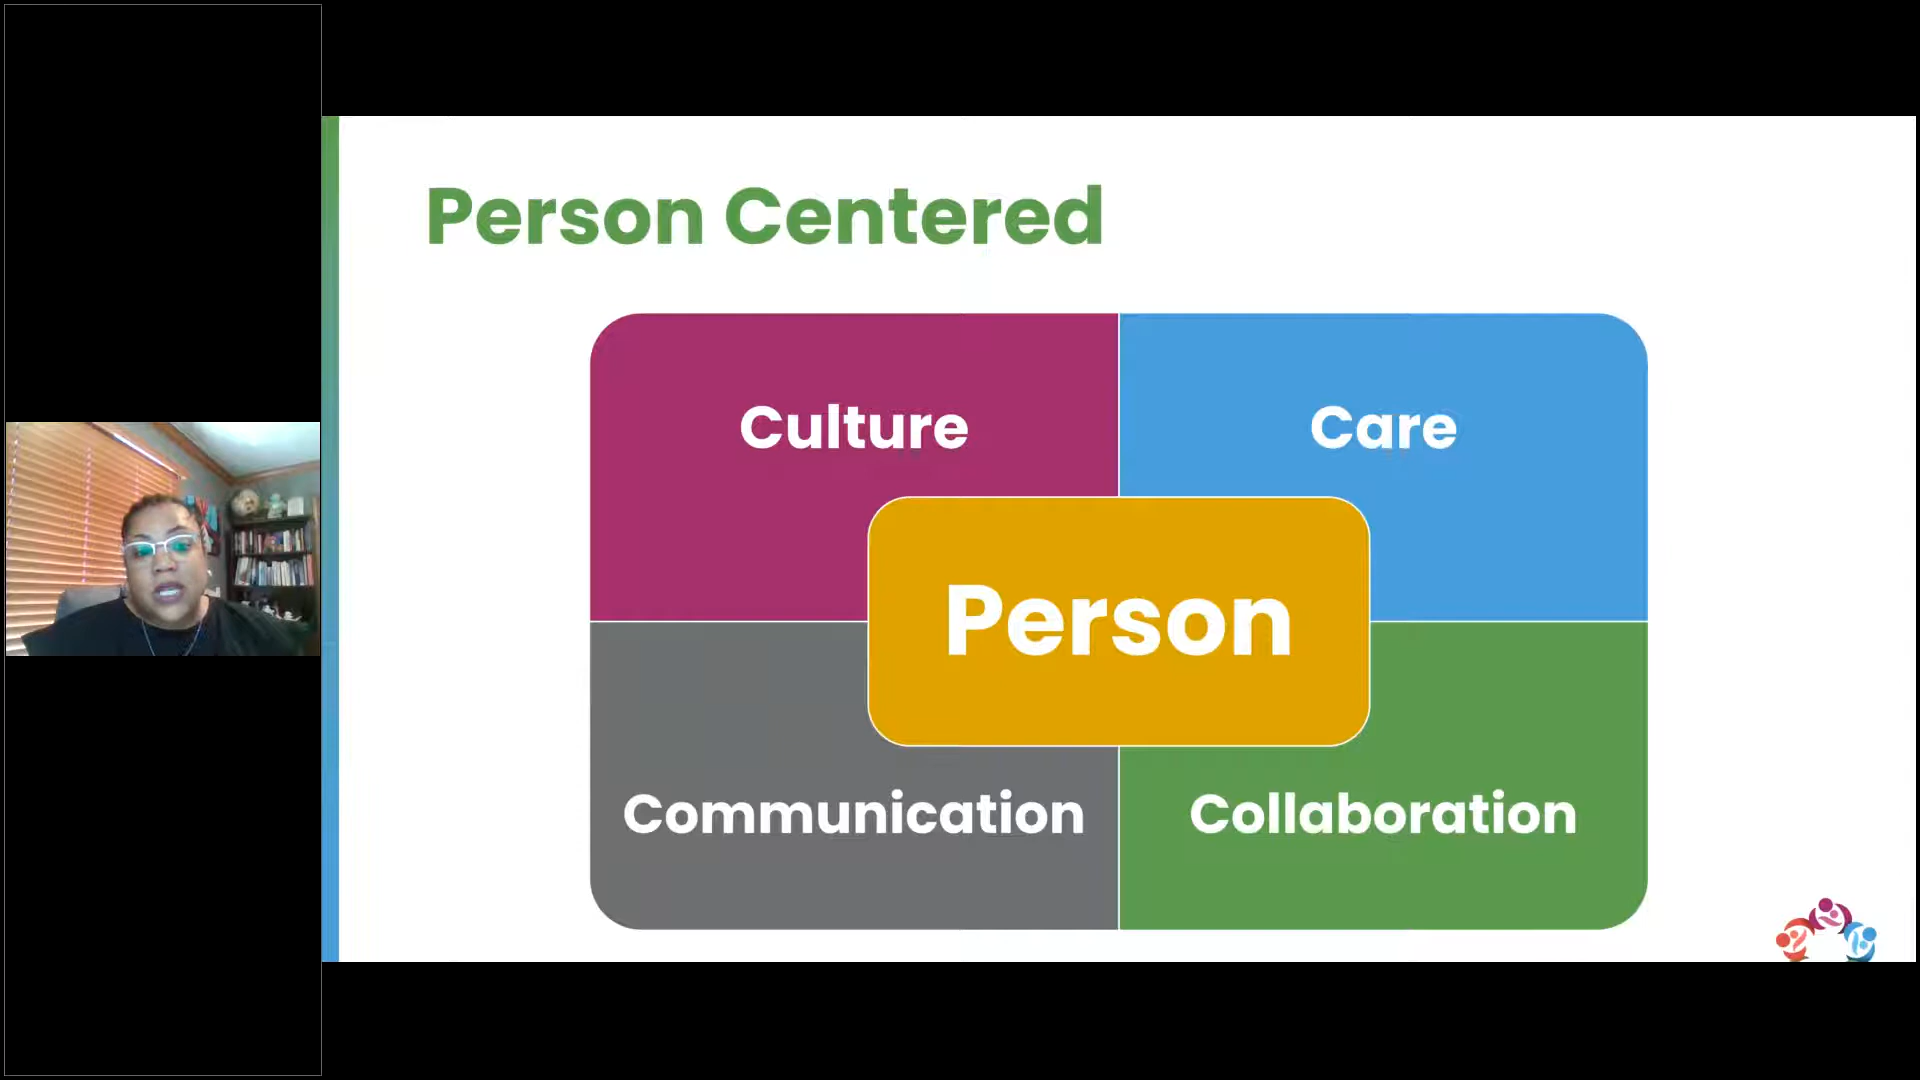 Person Centered
Culture
Care
Person
Communication
Collaboration